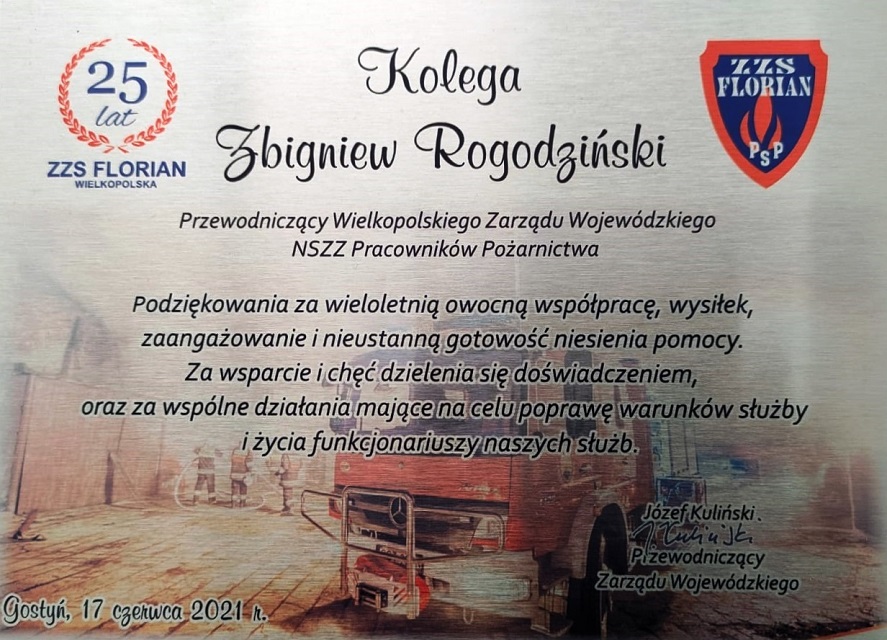 25
lat
ZZS FLORIAN
WIELKOPOLSKA
Kolega
Zbigniew Rogodziński
ZZS
FLORIAN
PSP
Przewodniczący Wielkopolskiego Zarządu Wojewódzkiego
NSZZ Pracowników Pożarnictwa
Podziękowania za wieloletnią owocną współpracę, wysiłek,
zaangażowanie i nieustanną gotowość niesienia pomocy.
Za wsparcie i chęć dzielenia się doświadczeniem,
oraz za wspólne działania mające na celu poprawę warunków służby
i życia funkcjonariuszy naszych służb.
Józef Kuliński
J Kuliński
Przewodniczący
Zarządu Wojewódzkiego
Gostyń, 17 czerwca 2021 r.